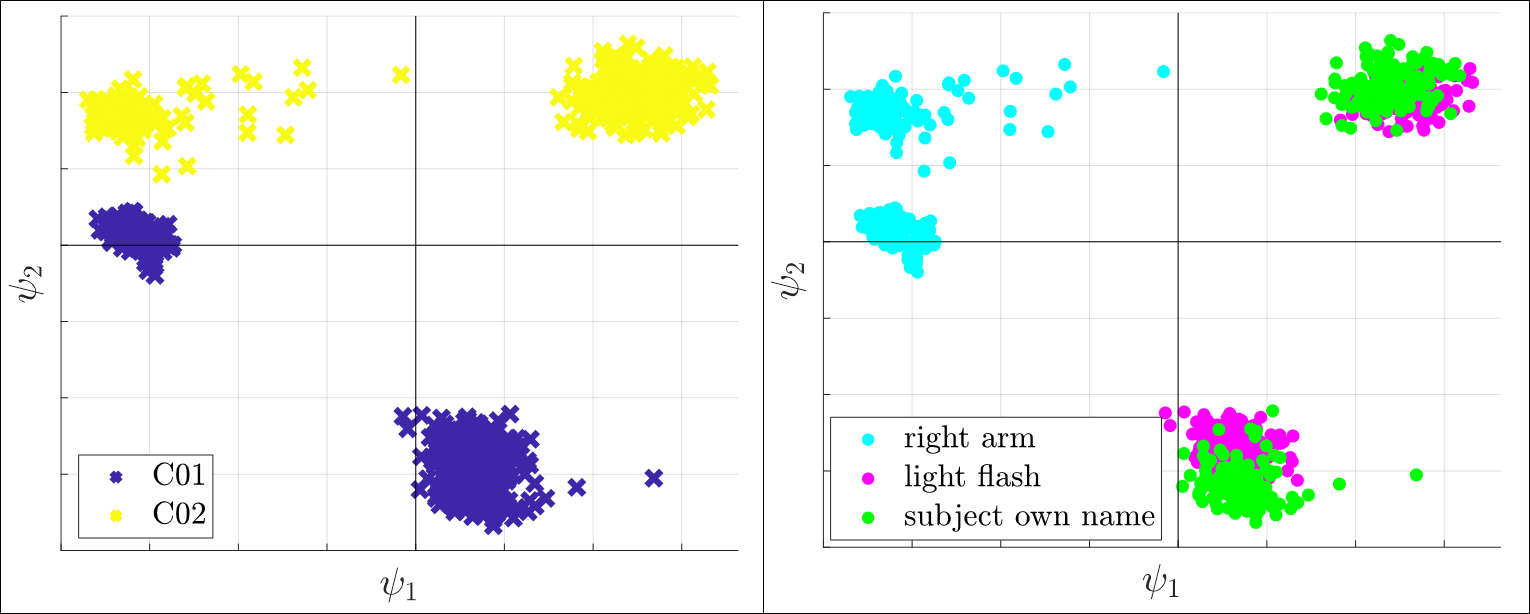 ψ2
C01
C02
ψ1
ψ2
right arm
light flash
subject own name
ψ1